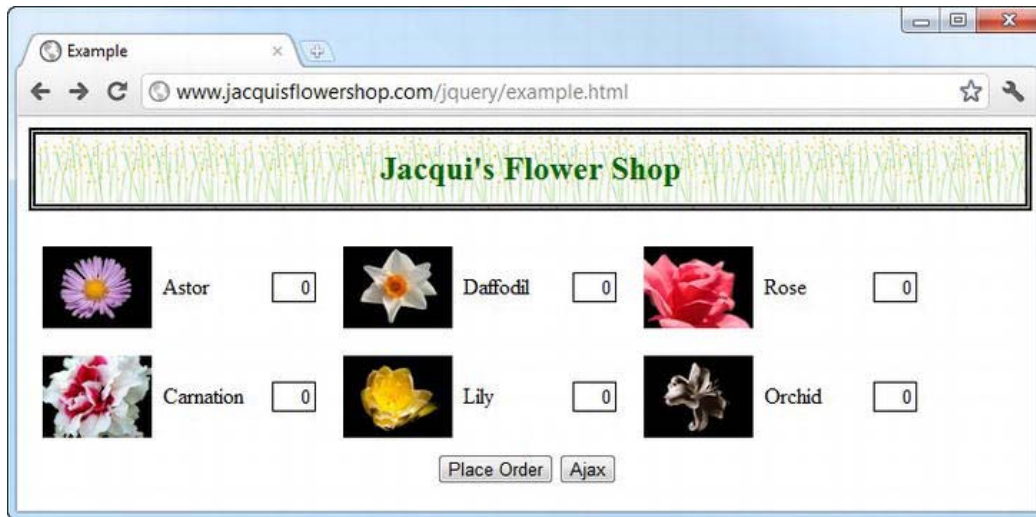 Example
www.jacquisflowershop.com/jquery/example.html
Jacqui's Flower Shop
Astor 0 Daffodil 0 Rose 0
Carnation 0 Lily 0 Orchid 0
Place Order Ajax